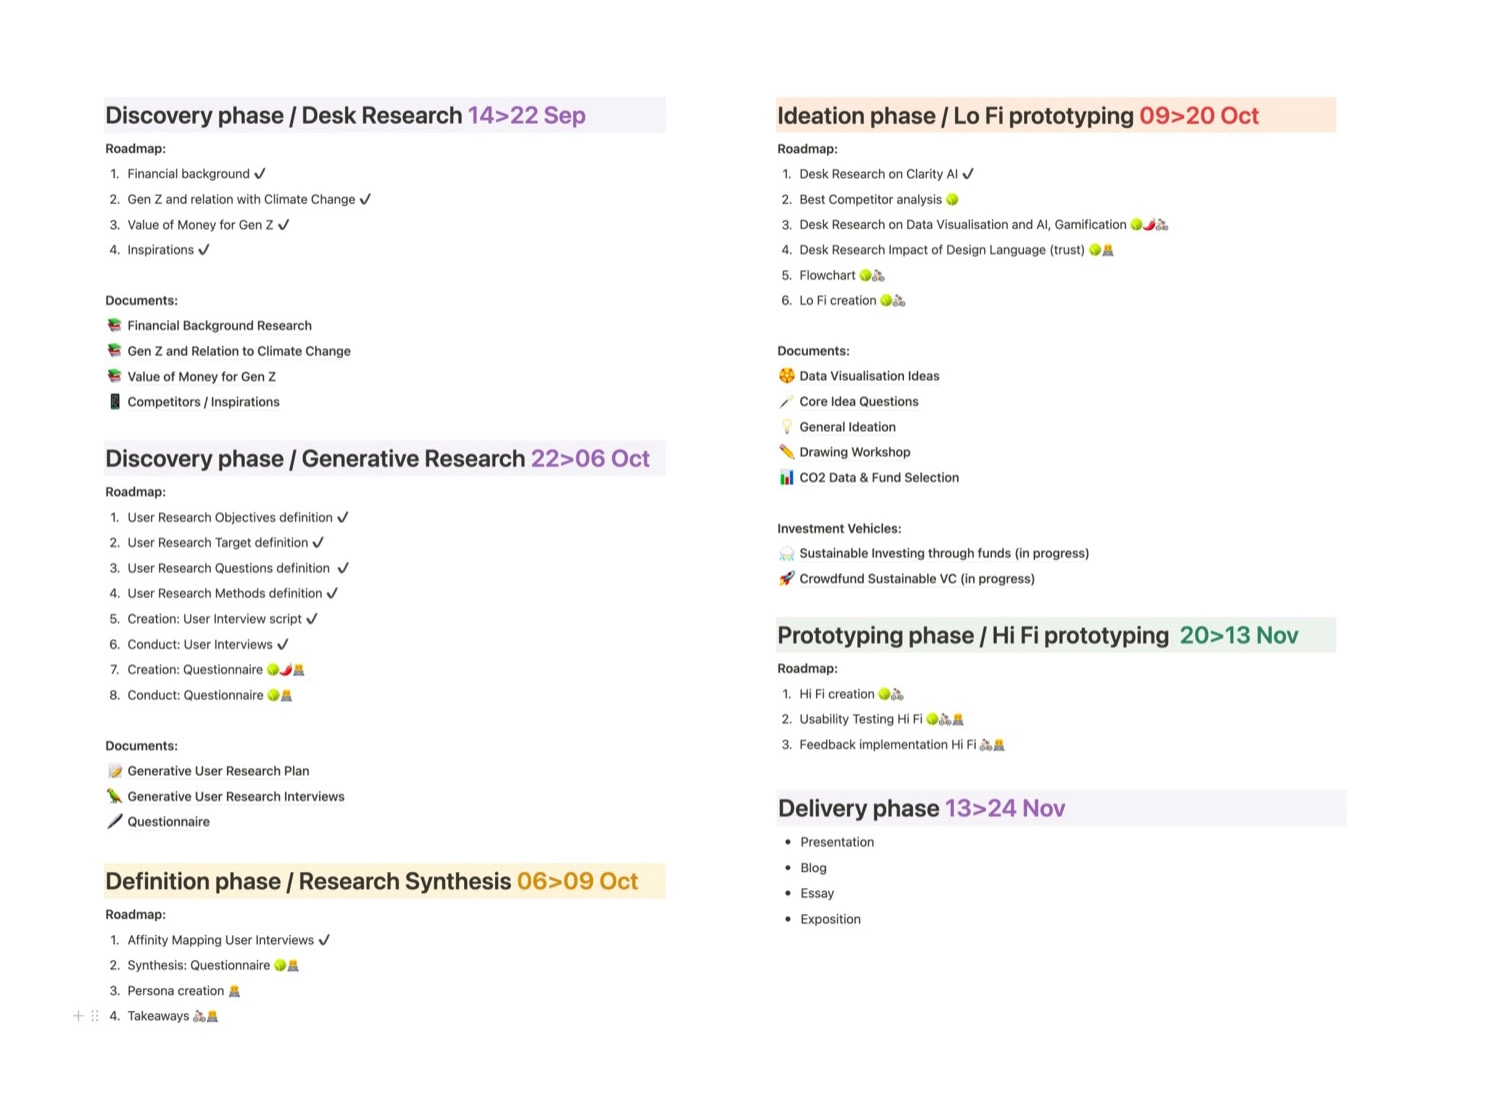 Discovery phase / Desk Research 14>22 Sep
Roadmap:
1. Financial background ✔
2. Gen Z and relation with Climate Change ✔
3. Value of Money for Gen Z ✔
4. Inspirations ✔
Documents:
📚 Financial Background Research
📚 Gen Z and Relation to Climate Change
📚 Value of Money for Gen Z
📱 Competitors / Inspirations
Discovery phase / Generative Research 22>06 Oct
Roadmap:
1. User Research Objectives definition ✔
2. User Research Target definition ✔
3. User Research Questions definition ✔
4. User Research Methods definition ✔
5. Creation: User Interview script ✔
6. Conduct: User Interviews ✔
7. Creation: Questionnaire 🎾🌶️👨‍💻
8. Conduct: Questionnaire 🎾👨‍💻
Documents:
📝 Generative User Research Plan
🦜 Generative User Research Interviews
🖊️ Questionnaire
Definition phase / Research Synthesis 06>09 Oct
Roadmap:
1. Affinity Mapping User Interviews ✔
2. Synthesis: Questionnaire 🎾👨‍💻
3. Persona creation 👨‍💻
4. Takeaways 🚴👨‍💻
Ideation phase / Lo Fi prototyping 09>20 Oct
Roadmap:
1. Desk Research on Clarity AI ✔
2. Best Competitor analysis 🎾
3. Desk Research on Data Visualisation and AI, Gamification 🎾🌶️🚴
4. Desk Research Impact of Design Language (trust) 🎾👨‍💻
5. Flowchart 🎾🚴
6. Lo Fi creation 🎾🚴
Documents:
🏵️ Data Visualisation Ideas
🪄 Core Idea Questions
💡 General Ideation
✏️ Drawing Workshop
📊 CO2 Data & Fund Selection
Investment Vehicles:
🌧️ Sustainable Investing through funds (in progress)
🚀 Crowdfund Sustainable VC (in progress)
Prototyping phase / Hi Fi prototyping 20>13 Nov
Roadmap:
1. Hi Fi creation 🎾🚴
2. Usability Testing Hi Fi 🎾🚴👨‍💻
3. Feedback implementation Hi Fi 🚴👨‍💻
Delivery phase 13>24 Nov
• Presentation
• Blog
• Essay
• Exposition